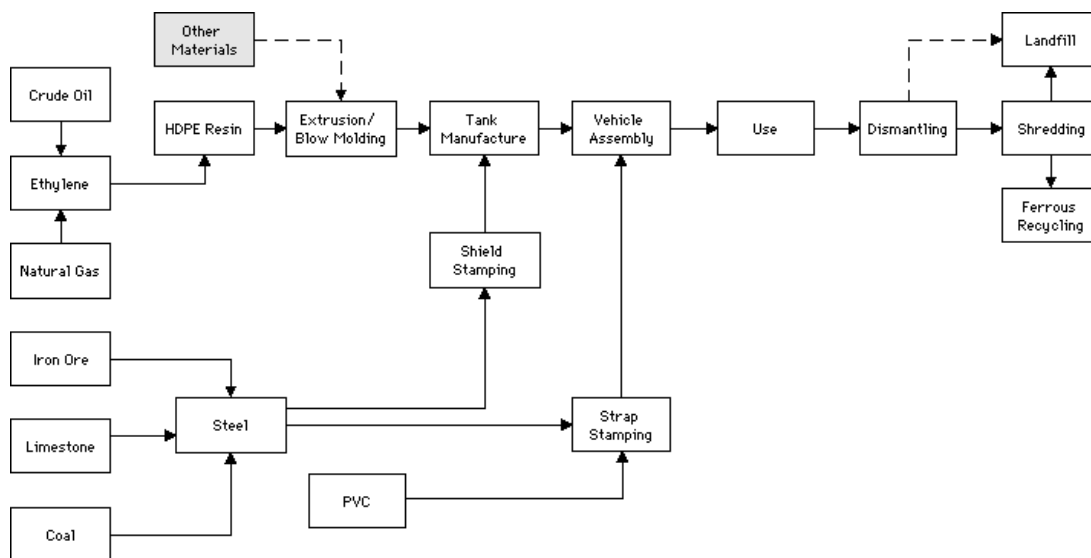 Other
Materials
Landfill
Crude Oil
HDPE Resin
Extrusion/
Blow Molding
Tank
Manufacture
Vehicle
Assembly
Use
Dismantling
Shredding
Ethylene
Ferrous
Recycling
Shield
Stamping
Natural Gas
Iron Ore
Steel
Strap
Stamping
Limestone
PVC
Coal